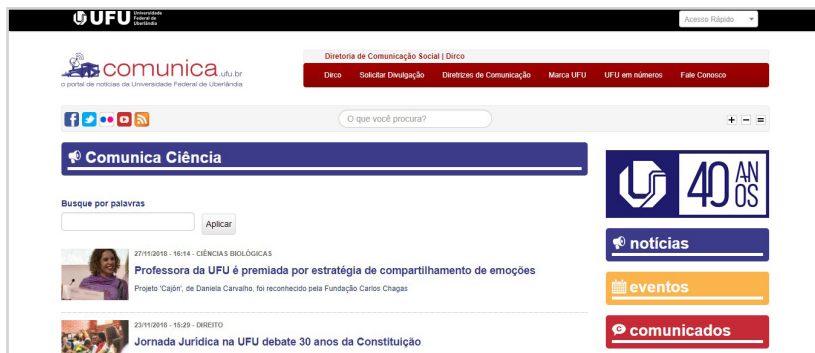 UFU Universidade Federal de Uberlândia
Acesso Rápido
comunica.ufu.br
o portal de notícias da Universidade Federal de Uberlândia
Diretoria de Comunicação Social | Dirco
Dirco Solicitar Divulgação Diretrizes de Comunicação Marca UFU UFU em números Fale Conosco
O que você procura?
Comunica Ciência
40 ANOS
Busque por palavras
Aplicar
notícias
27/11/2018 - 16:14 - CIÊNCIAS BIOLÓGICAS
Professora da UFU é premiada por estratégia de compartilhamento de emoções
Projeto 'Cajón', de Daniela Carvalho, foi reconhecido pela Fundação Carlos Chagas
eventos
23/11/2018 - 15:29 - DIREITO
Jornada Jurídica na UFU debate 30 anos da Constituição
comunicados